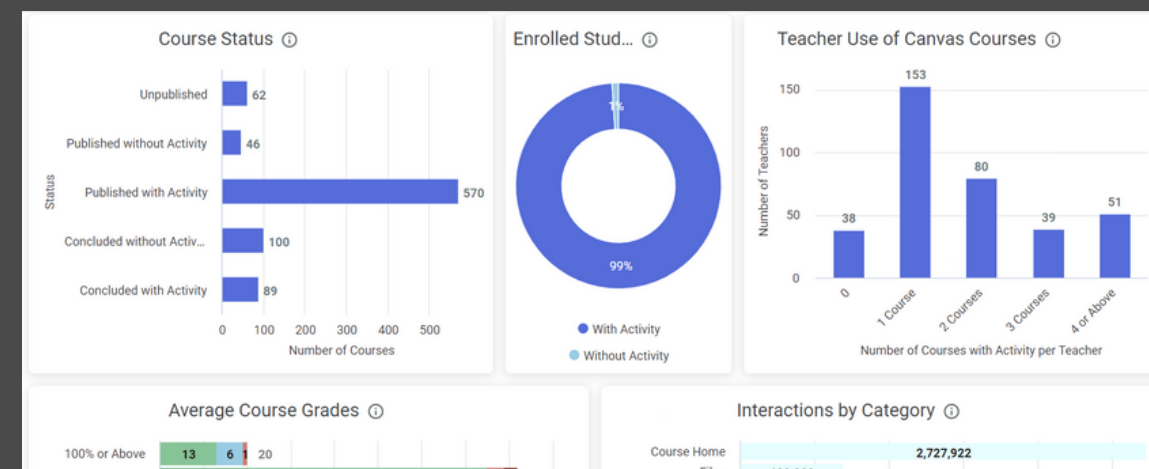 Course Status
Unpublished
62
Published without Activity
46
Published with Activity
570
Concluded without Activ...
100
Concluded with Activity
89
Status
0 100 200 300 400 500
Number of Courses
Enrolled Stud...
1%
99%
With Activity
Without Activity
Teacher Use of Canvas Courses
Number of Teachers
150
100
50
0
38
153
80
39
51
0
1 Course
2 Courses
3 Courses
4 or Above
Number of Courses with Activity per Teacher
Average Course Grades
100% or Above
13 6 1 20
Interactions by Category
Course Home
2,727,922